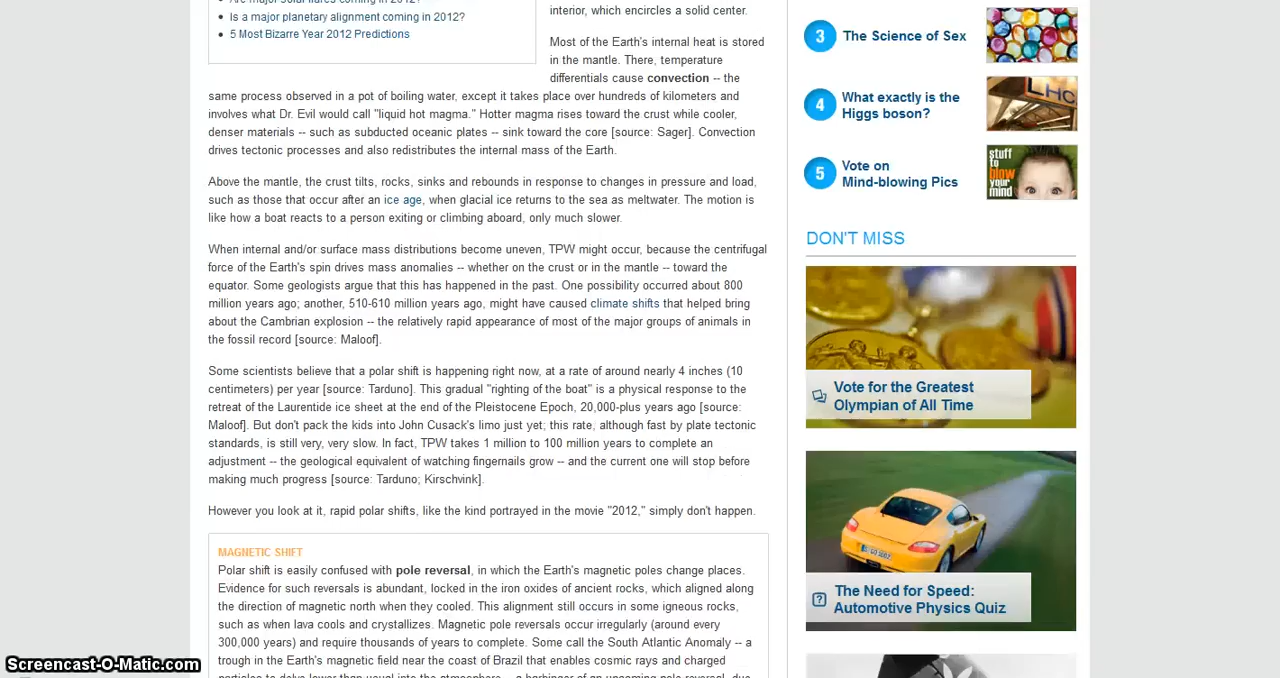 Is a major planetary alignment coming in 2012?
5 Most Bizarre Year 2012 Predictions
interior, which encircles a solid center.
Most of the Earth's internal heat is stored
in the mantle. There, temperature
differentials cause convection -- the
same process observed in a pot of boiling water, except it takes place over hundreds of kilometers and
involves what Dr. Evil would call "liquid hot magma." Hotter magma rises toward the crust while cooler,
denser materials -- such as subducted oceanic plates -- sink toward the core [source: Sager]. Convection
drives tectonic processes and also redistributes the internal mass of the Earth.
Above the mantle, the crust tilts, rocks, sinks and rebounds in response to changes in pressure and load,
such as those that occur after an ice age, when glacial ice returns to the sea as meltwater. The motion is
like how a boat reacts to a person exiting or climbing aboard, only much slower.
When internal and/or surface mass distributions become uneven, TPW might occur, because the centrifugal
force of the Earth's spin drives mass anomalies -- whether on the crust or in the mantle -- toward the
equator. Some geologists argue that this has happened in the past. One possibility occurred about 800
million years ago; another, 510-610 million years ago, might have caused climate shifts that helped bring
about the Cambrian explosion -- the relatively rapid appearance of most of the major groups of animals in
the fossil record [source: Maloof].
Some scientists believe that a polar shift is happening right now, at a rate of around nearly 4 inches (10
centimeters) per year [source: Tarduno]. This gradual "righting of the boat" is a physical response to the
retreat of the Laurentide ice sheet at the end of the Pleistocene Epoch, 20,000-plus years ago [source:
Maloof]. But don't pack the kids into John Cusack's limo just yet; this rate, although fast by plate tectonic
standards, is still very, very slow. In fact, TPW takes 1 million to 100 million years to complete an
adjustment -- the geological equivalent of watching fingernails grow -- and the current one will stop before
making much progress [source: Tarduno; Kirschvink].
However you look at it, rapid polar shifts, like the kind portrayed in the movie "2012," simply don't happen.
MAGNETIC SHIFT
Polar shift is easily confused with pole reversal, in which the Earth's magnetic poles change places.
Evidence for such reversals is abundant, locked in the iron oxides of ancient rocks, which aligned along
the direction of magnetic north when they cooled. This alignment still occurs in some igneous rocks,
such as when lava cools and crystallizes. Magnetic pole reversals occur irregularly (around every
300,000 years) and require thousands of years to complete. Some call the South Atlantic Anomaly -- a
trough in the Earth's magnetic field near the coast of Brazil that enables cosmic rays and charged
3 The Science of Sex
4 What exactly is the
Higgs boson?
LHC
5 Vote on
Mind-blowing Pics
stuff
to
blow
your
mind
DON'T MISS
Vote for the Greatest
Olympian of All Time
The Need for Speed:
Automotive Physics Quiz
Screencast-O-Matic.com